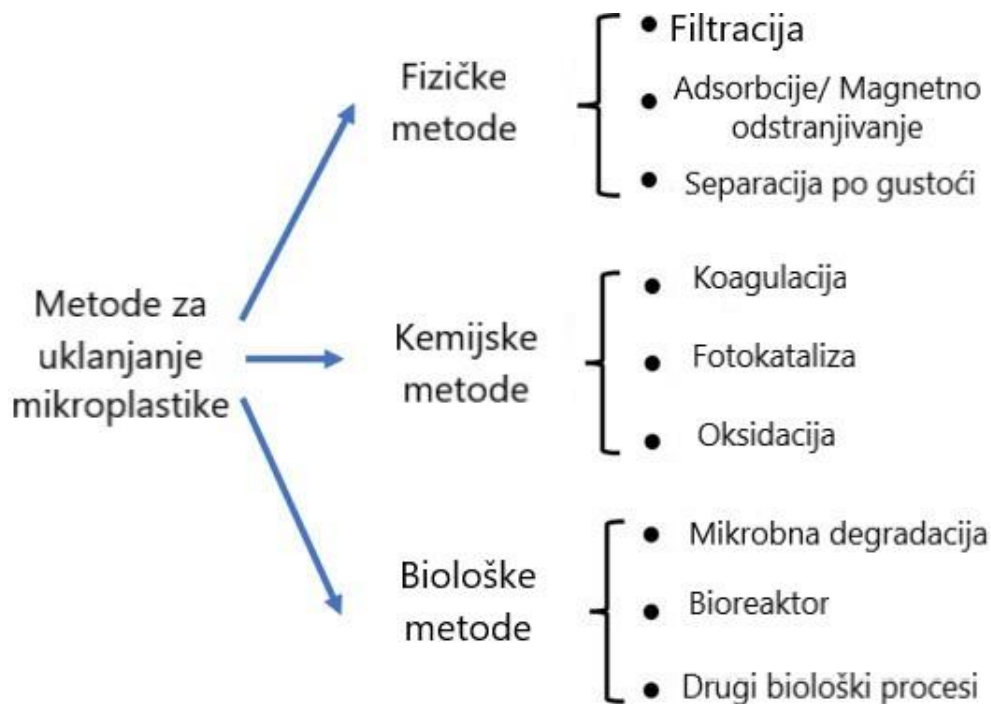 Metode za
uklanjanje
mikroplastike
Fizičke
metode
• Filtracija
• Adsorbcije/ Magnetno
odstranjivanje
• Separacija po gustoći
Kemijske
metode
• Koagulacija
• Fotokataliza
• Oksidacija
Biološke
metode
• Mikrobna degradacija
• Bioreaktor
• Drugi biološki procesi